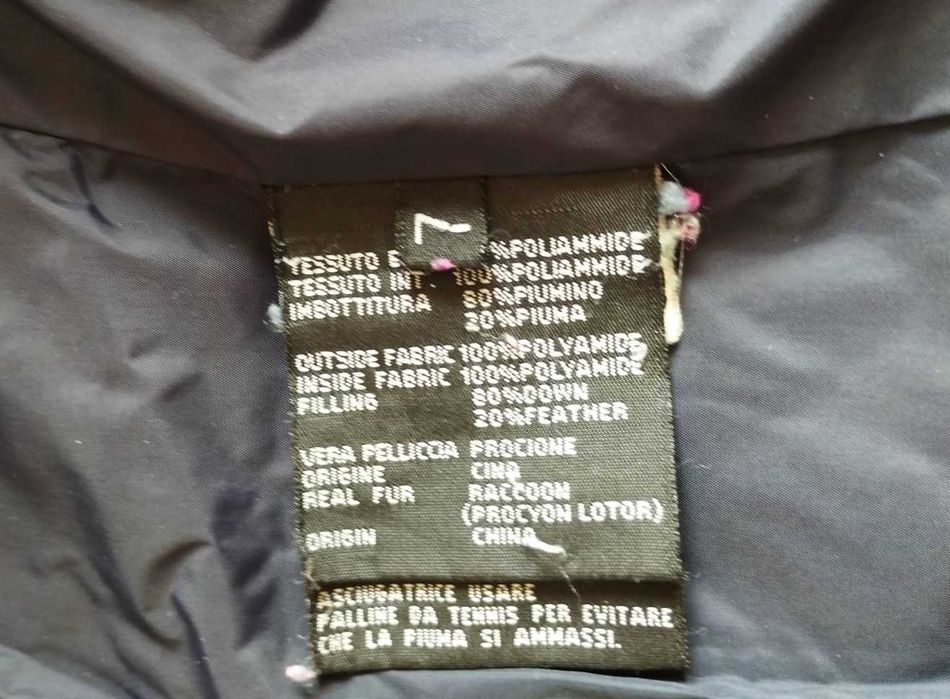 7
TESSUTO E %POLIAMMIDE
TESSUTO INT. 100%POLIAMMIDE
IMBOTTITURA 80%PIUMINO
20%PIUMA
OUTSIDE FABRIC 100%POLYAMIDE
INSIDE FABRIC 100%POLYAMIDE
FILLING 80%DOWN
20%FEATHER
VERA PELLICCIA PROCIONE
ORIGINE CINA
REAL FUR RACCOON
(PROCYON LOTOR)
ORIGIN CHINA
ASCIUGATRICE USARE
PALLINE DA TENNIS PER EVITARE
CHE LA PIUMA SI AMMASSI.